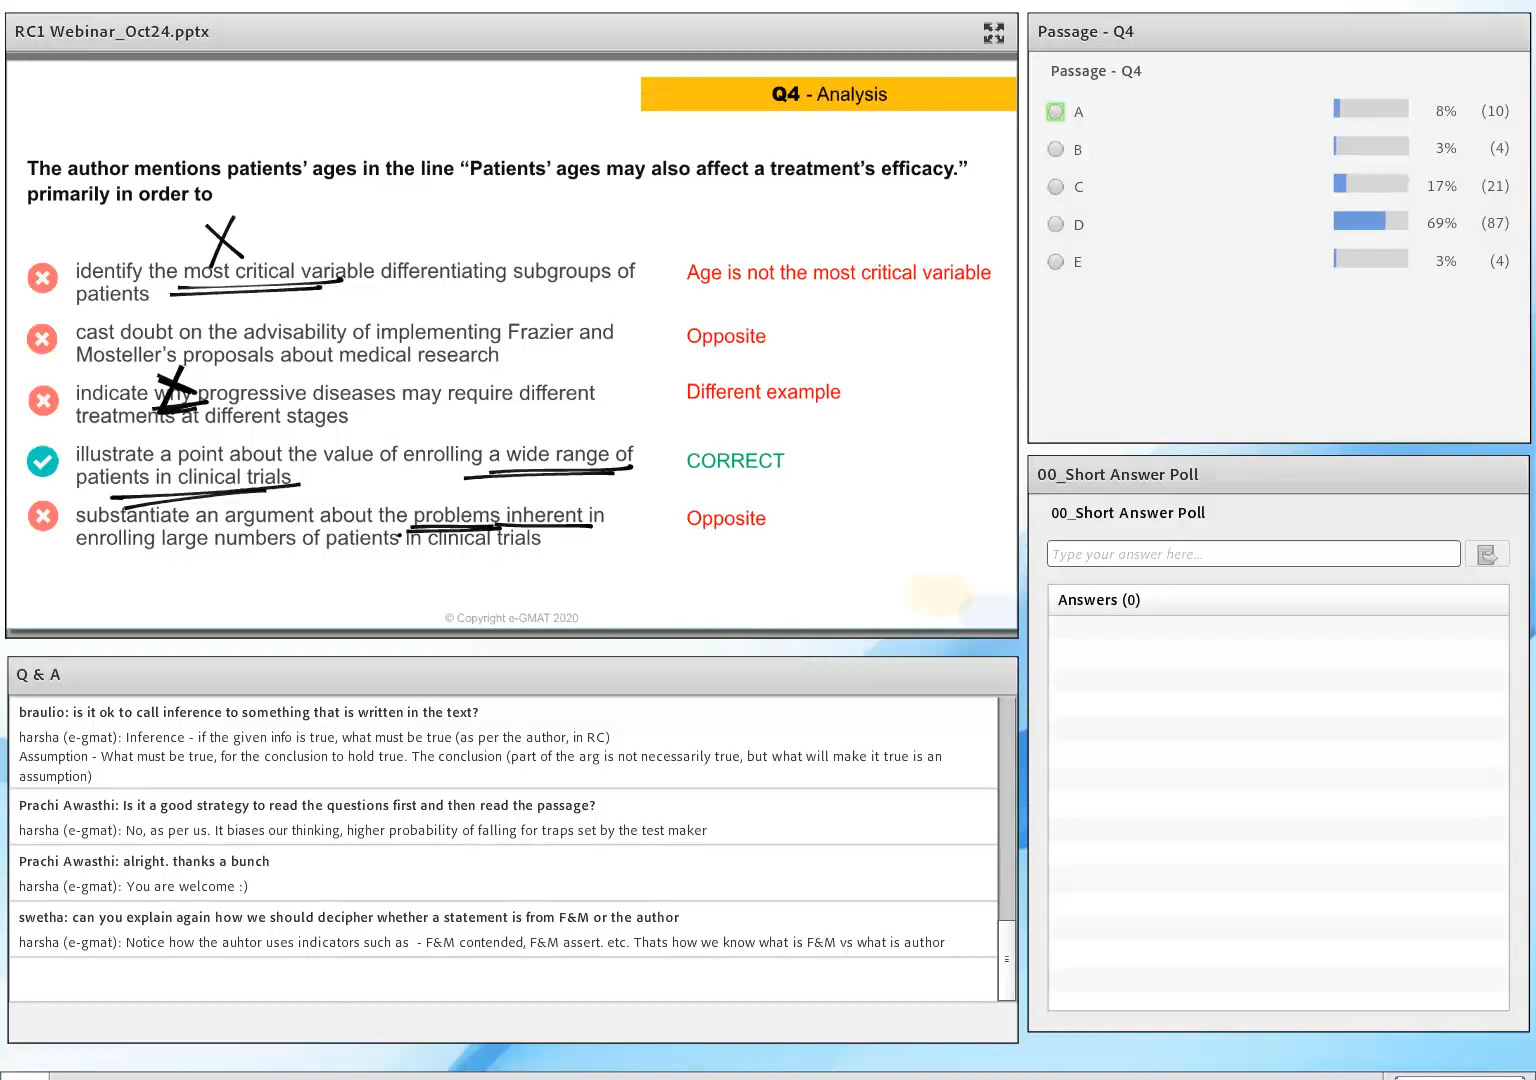 RC1 Webinar_Oct24.pptx
Q4 - Analysis
The author mentions patients’ ages in the line “Patients’ ages may also affect a treatment’s efficacy.”
primarily in order to
identify the most critical variable differentiating subgroups of
patients
Age is not the most critical variable
cast doubt on the advisability of implementing Frazier and
Mosteller’s proposals about medical research
Opposite
indicate why progressive diseases may require different
treatments at different stages
Different example
illustrate a point about the value of enrolling a wide range of
patients in clinical trials
CORRECT
substantiate an argument about the problems inherent in
enrolling large numbers of patients in clinical trials
Opposite
© Copyright e-GMAT 2020
Passage - Q4
Passage - Q4
A 8% (10)
B 3% (4)
C 17% (21)
D 69% (87)
E 3% (4)
00_Short Answer Poll
00_Short Answer Poll
Type your answer here...
Answers (0)
Q & A
braulio: is it ok to call inference to something that is written in the text?
harsha (e-gmat): Inference - if the given info is true, what must be true (as per the author, in RC)
Assumption - What must be true, for the conclusion to hold true. The conclusion (part of the arg is not necessarily true, but what will make it true is an
assumption)
Prachi Awasthi: Is it a good strategy to read the questions first and then read the passage?
harsha (e-gmat): No, as per us. It biases our thinking, higher probability of falling for traps set by the test maker
Prachi Awasthi: alright. thanks a bunch
harsha (e-gmat): You are welcome :)
swetha: can you explain again how we should decipher whether a statement is from F&M or the author
harsha (e-gmat): Notice how the auhtor uses indicators such as - F&M contended, F&M assert. etc. Thats how we know what is F&M vs what is author